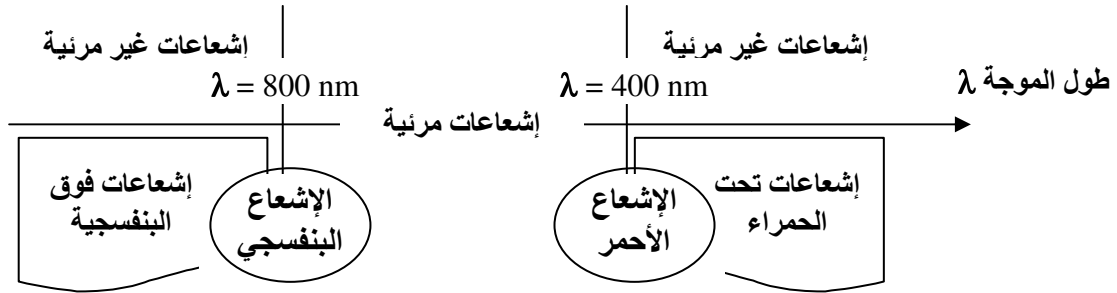 إشعاعات غير مرئية
إشعاعات غير مرئية
λ = 800 nm
λ = 400 nm
طول الموجة λ
إشعاعات مرئية
إشعاعات تحت
الحمراء
الإشعاع
الأحمر
الإشعاع
البنفسجي
إشعاعات فوق
البنفسجية